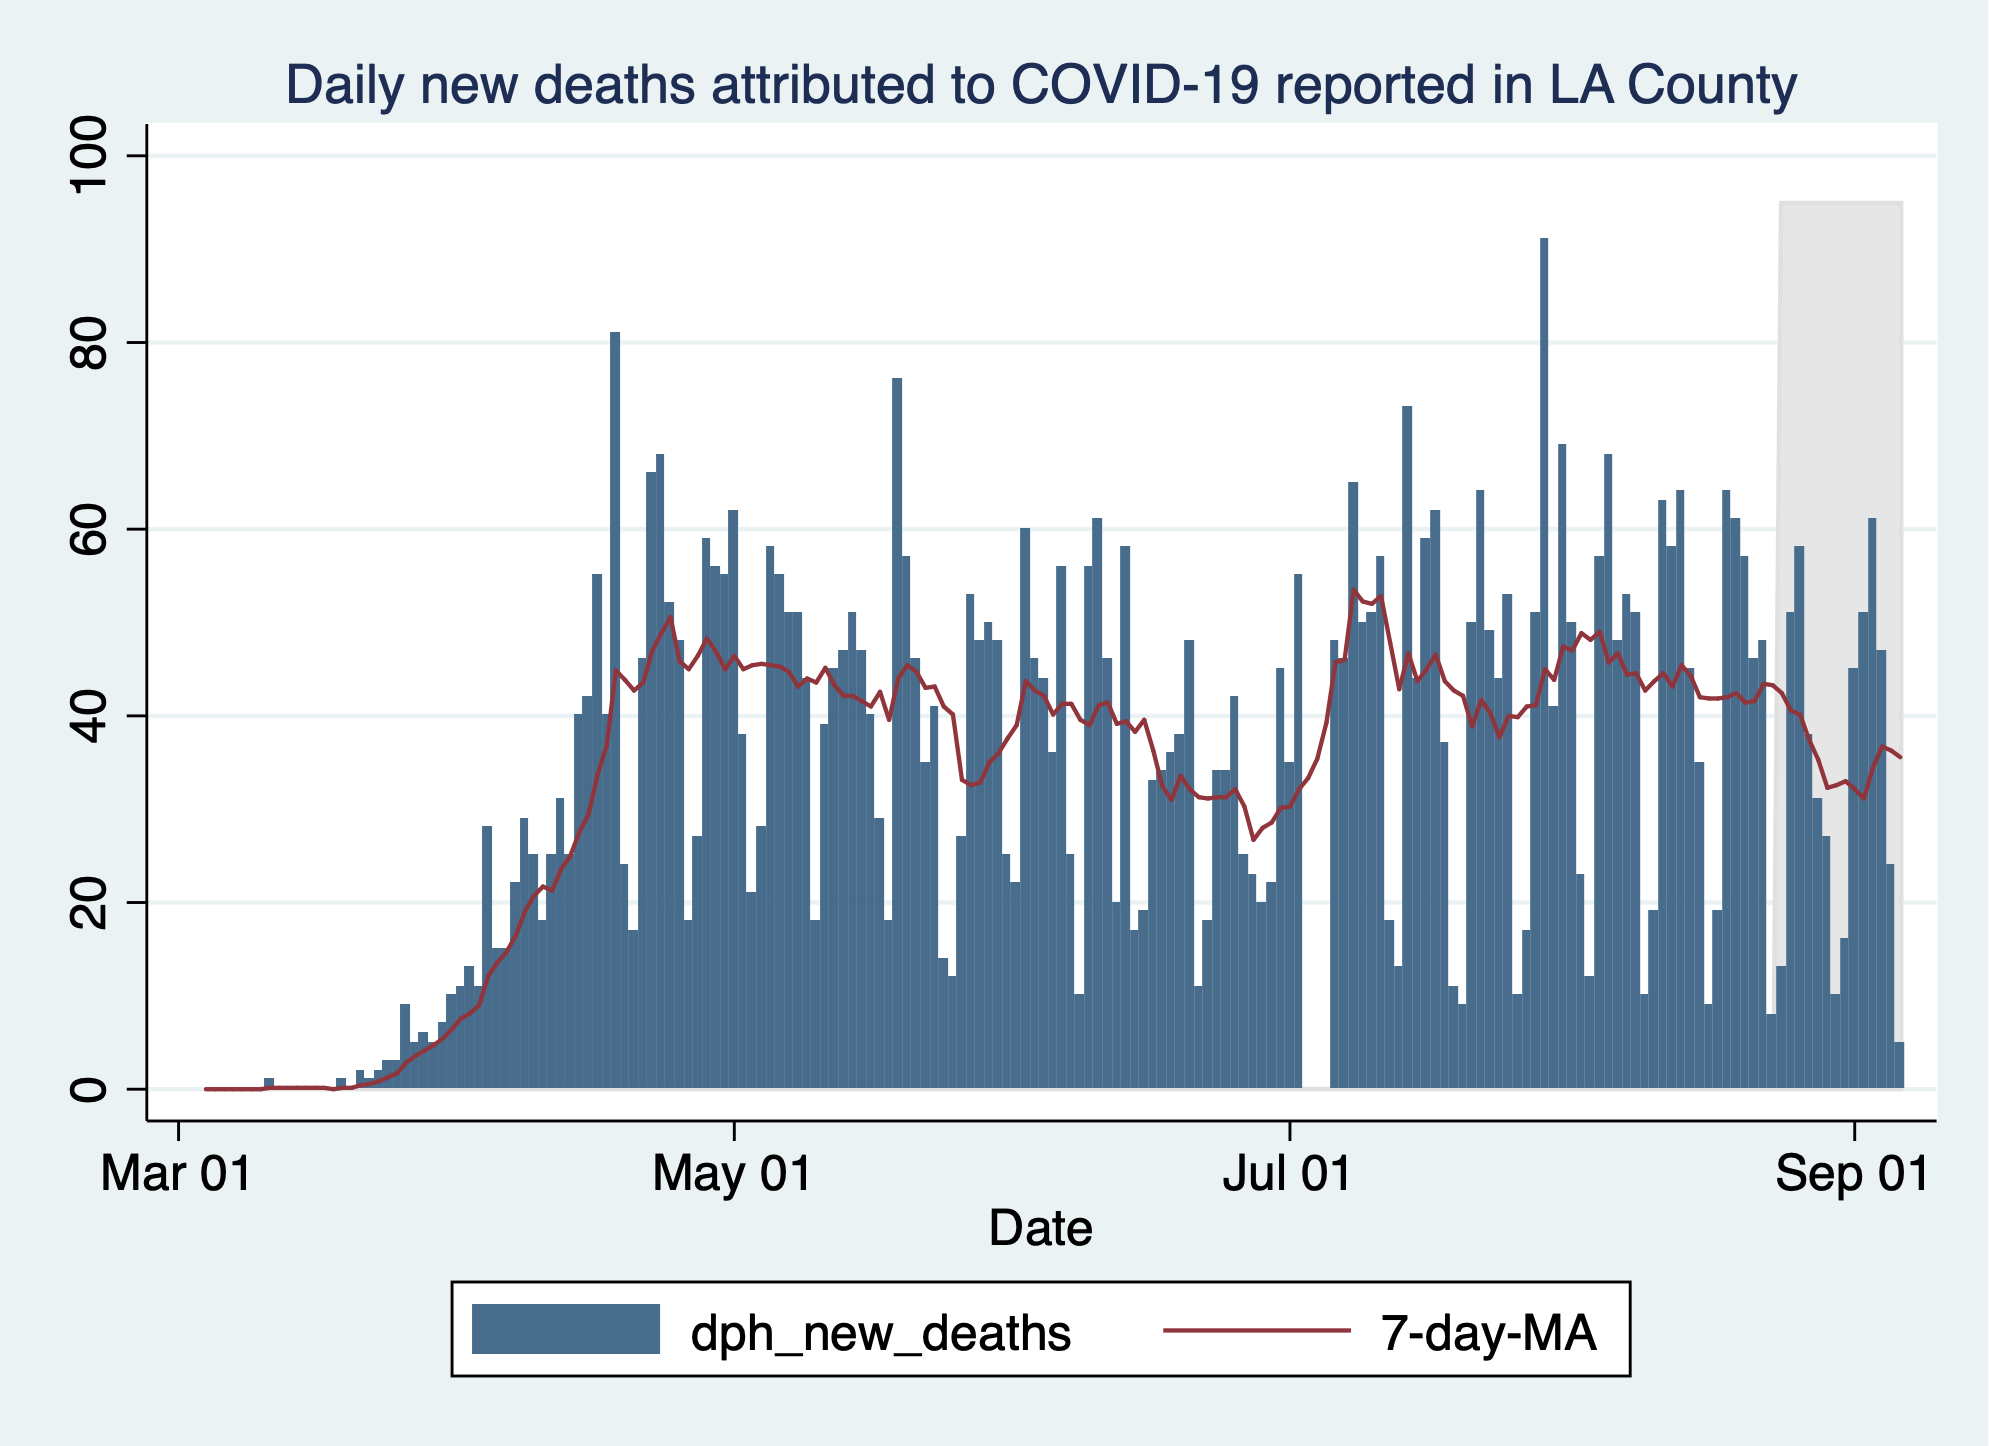 Daily new deaths attributed to COVID-19 reported in LA County
100
80
60
40
20
0
Mar 01 May 01 Jul 01 Sep 01
Date
dph_new_deaths 7-day-MA